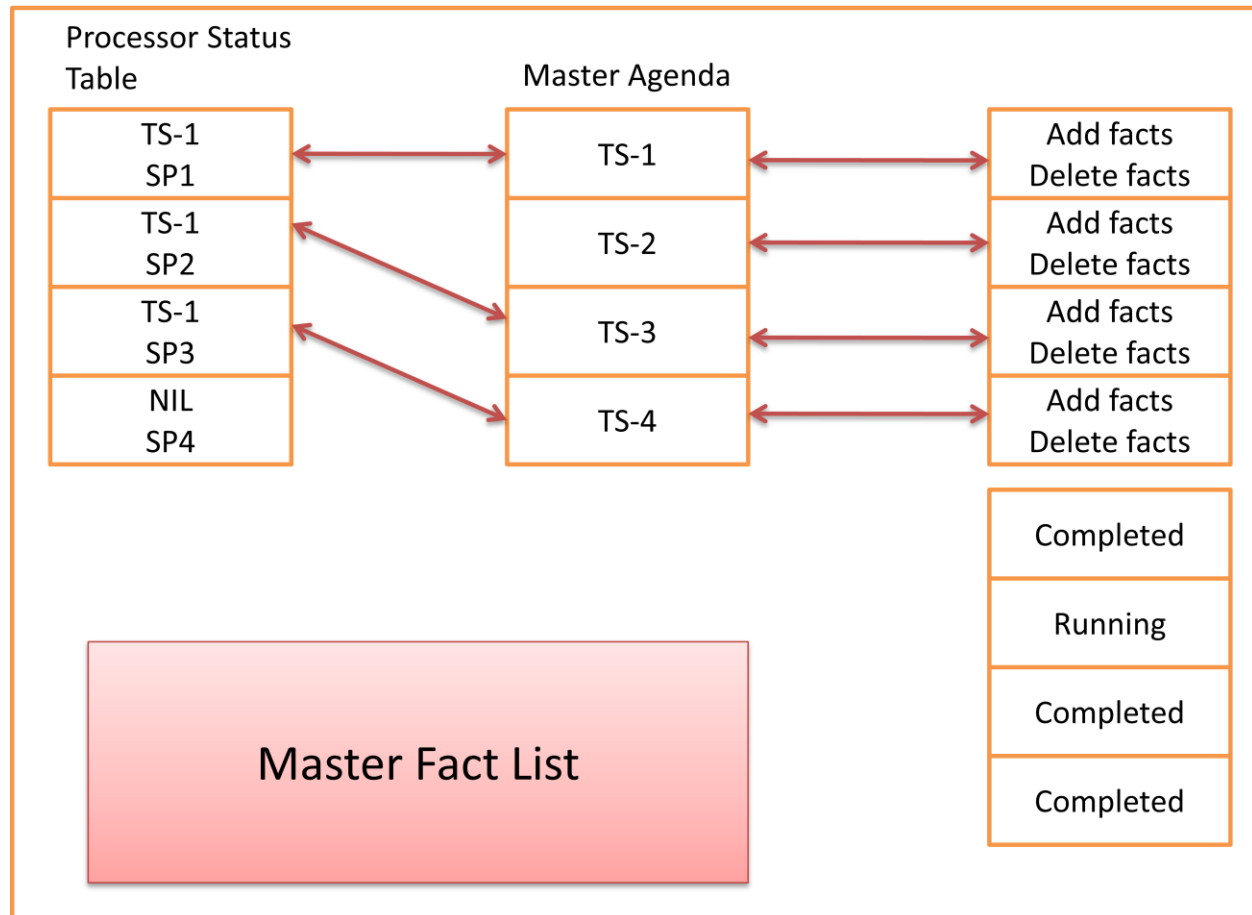 Processor Status
Table
Master Agenda
TS-1
SP1
TS-1
SP2
TS-1
SP3
NIL
SP4
TS-1
TS-2
TS-3
TS-4
Add facts
Delete facts
Add facts
Delete facts
Add facts
Delete facts
Add facts
Delete facts
Completed
Running
Completed
Completed
Master Fact List